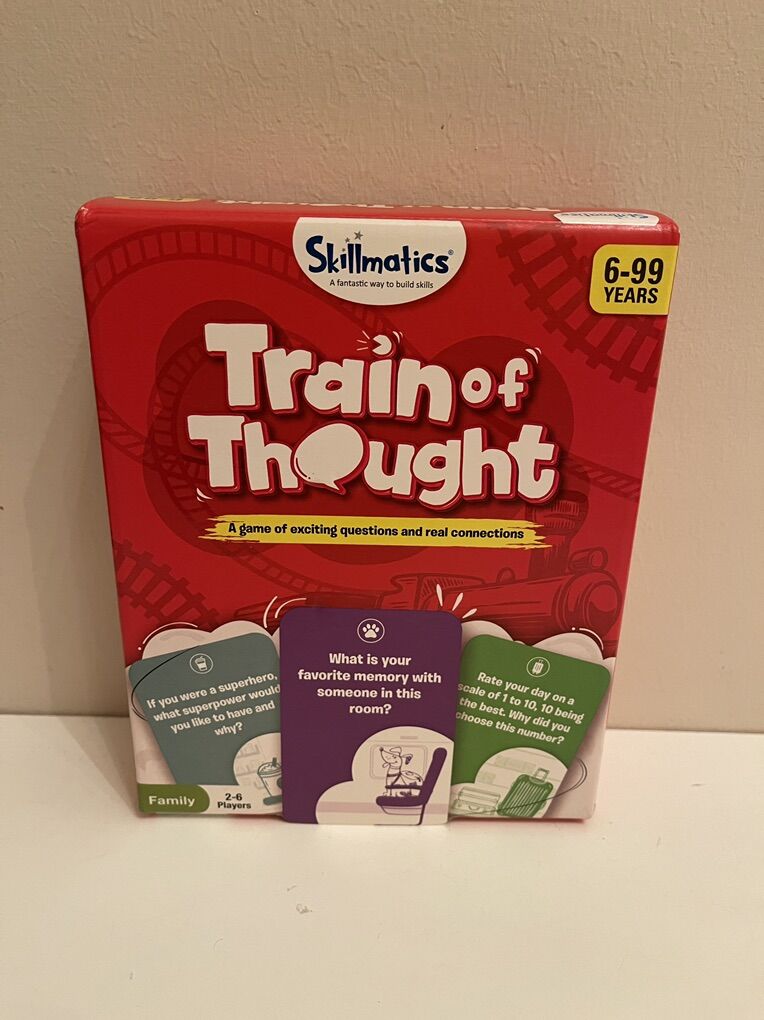 Skillmatics
Skillmatics®
A fantastic way to build skills
6-99
YEARS
Train of
Thought
A game of exciting questions and real connections
If you were a superhero,
what superpower would
you like to have and
why?
What is your
favorite memory with
someone in this
room?
Rate your day on a
scale of 1 to 10, 10 being
the best. Why did you
choose this number?
Family
2-6
Players